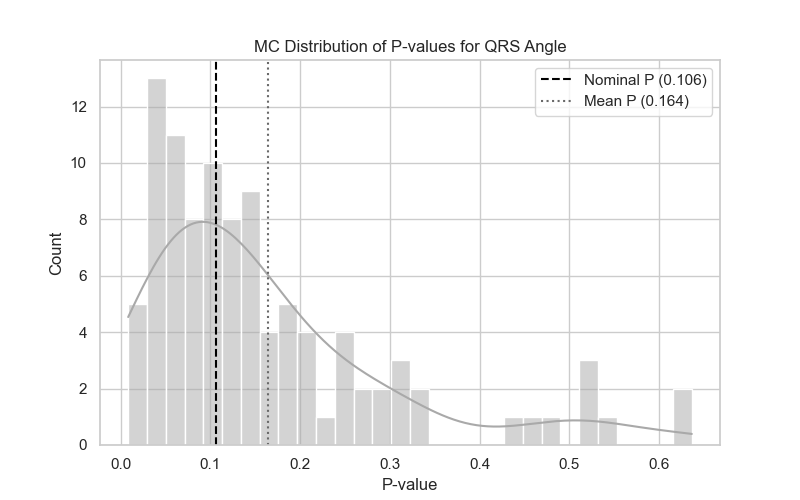 MC Distribution of P-values for QRS Angle
Nominal P (0.106)
Mean P (0.164)
Count
12
10
8
6
4
2
0
0.0 0.1 0.2 0.3 0.4 0.5 0.6
P-value